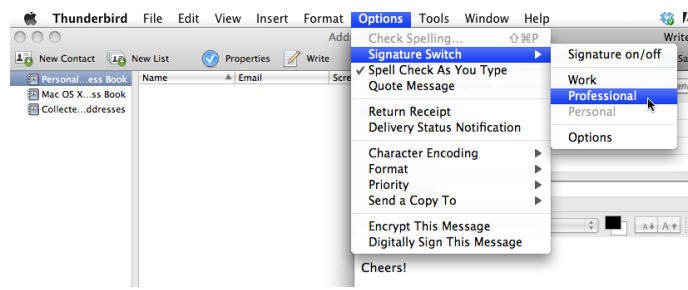 Thunderbird File Edit View Insert Format Options Tools Window Help
Add
Write
New Contact New List Properties Write
Personal...ess Book
Mac OS X...ss Book
Collecte...ddresses
Name Email Scre
Check Spelling... ⇧⌘P
Signature Switch
✓ Spell Check As You Type
Quote Message
Return Receipt
Delivery Status Notification
Character Encoding
Format
Priority
Send a Copy To
Encrypt This Message
Digitally Sign This Message
Signature on/off
Work
Professional
Personal
Options
Sa
Cheers!